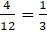 4/12 = 1/3